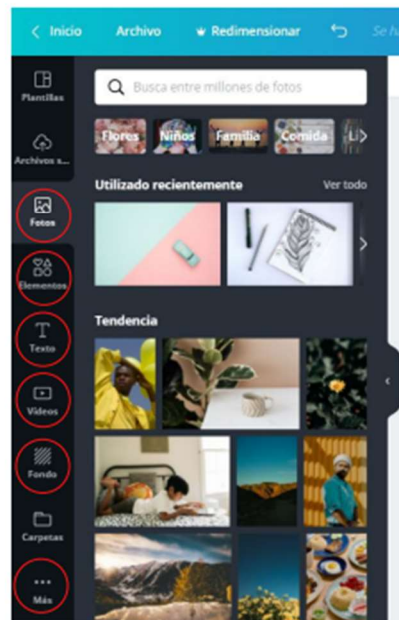 Inicio Archivo Redimensionar
Plantillas
Busca entre millones de fotos
Archivos s...
Flores Niños Familia Comida
Fotos
Utilizado recientemente Ver todo
Elementos
Texto
Tendencia
Vídeos
Fondo
Carpetas
Más